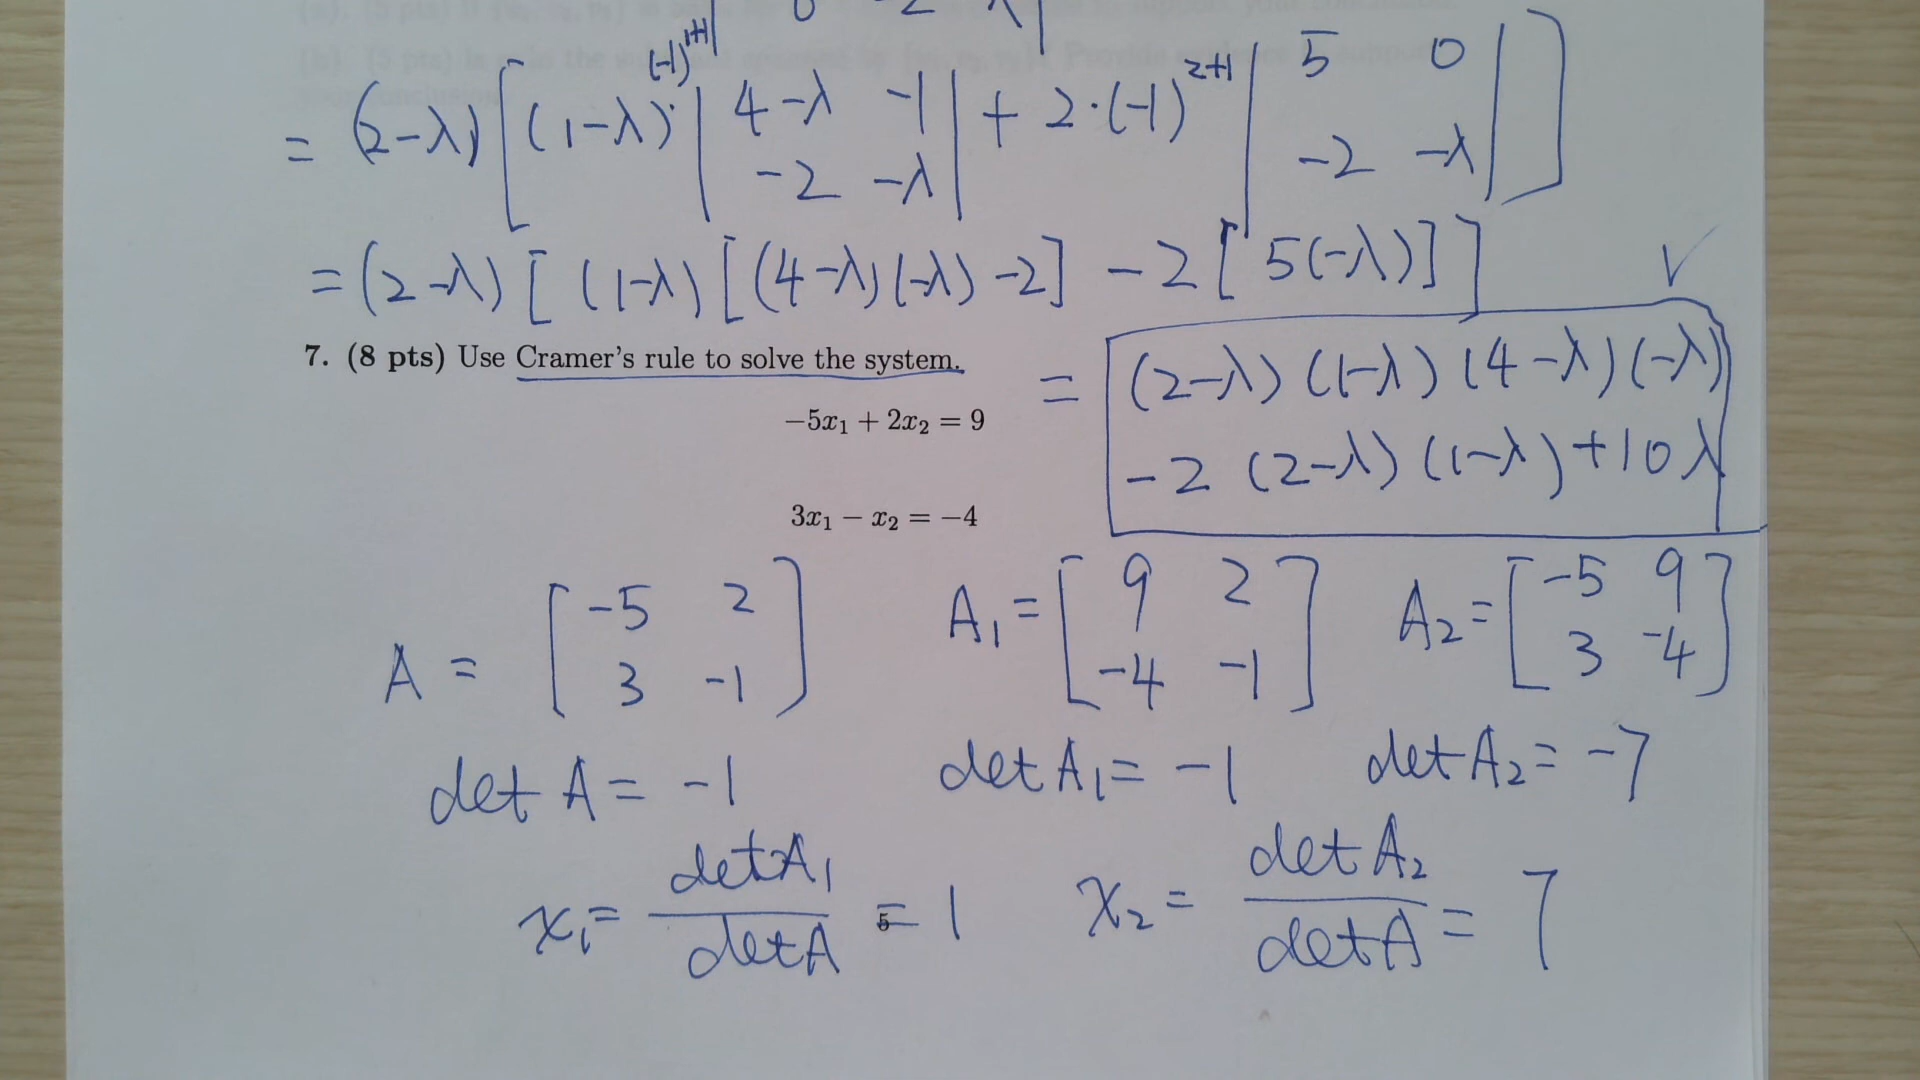 0 -2 -λ|
= (2-λ)[(1-λ)·(-1)^{1+1} |4-λ -1| + 2·(-1)^{2+1} |5 0|]
|-2 -λ| |-2 -λ|
= (2-λ) [ (1-λ) [(4-λ)(-λ) -2] - 2 [ 5(-λ)] ] ✓
7. (8 pts) Use Cramer's rule to solve the system.
= (2-λ) (1-λ) (4-λ) (-λ)
-2 (2-λ) (1-λ) +10λ
−5x₁ + 2x₂ = 9
3x₁ − x₂ = −4
A = [-5 2
3 -1]
A₁ = [9 2
-4 -1]
A₂ = [-5 9
3 -4]
det A = -1 det A₁ = -1 det A₂ = -7
x₁ = det A₁ / det A = 1 x₂ = det A₂ / det A = 7
5